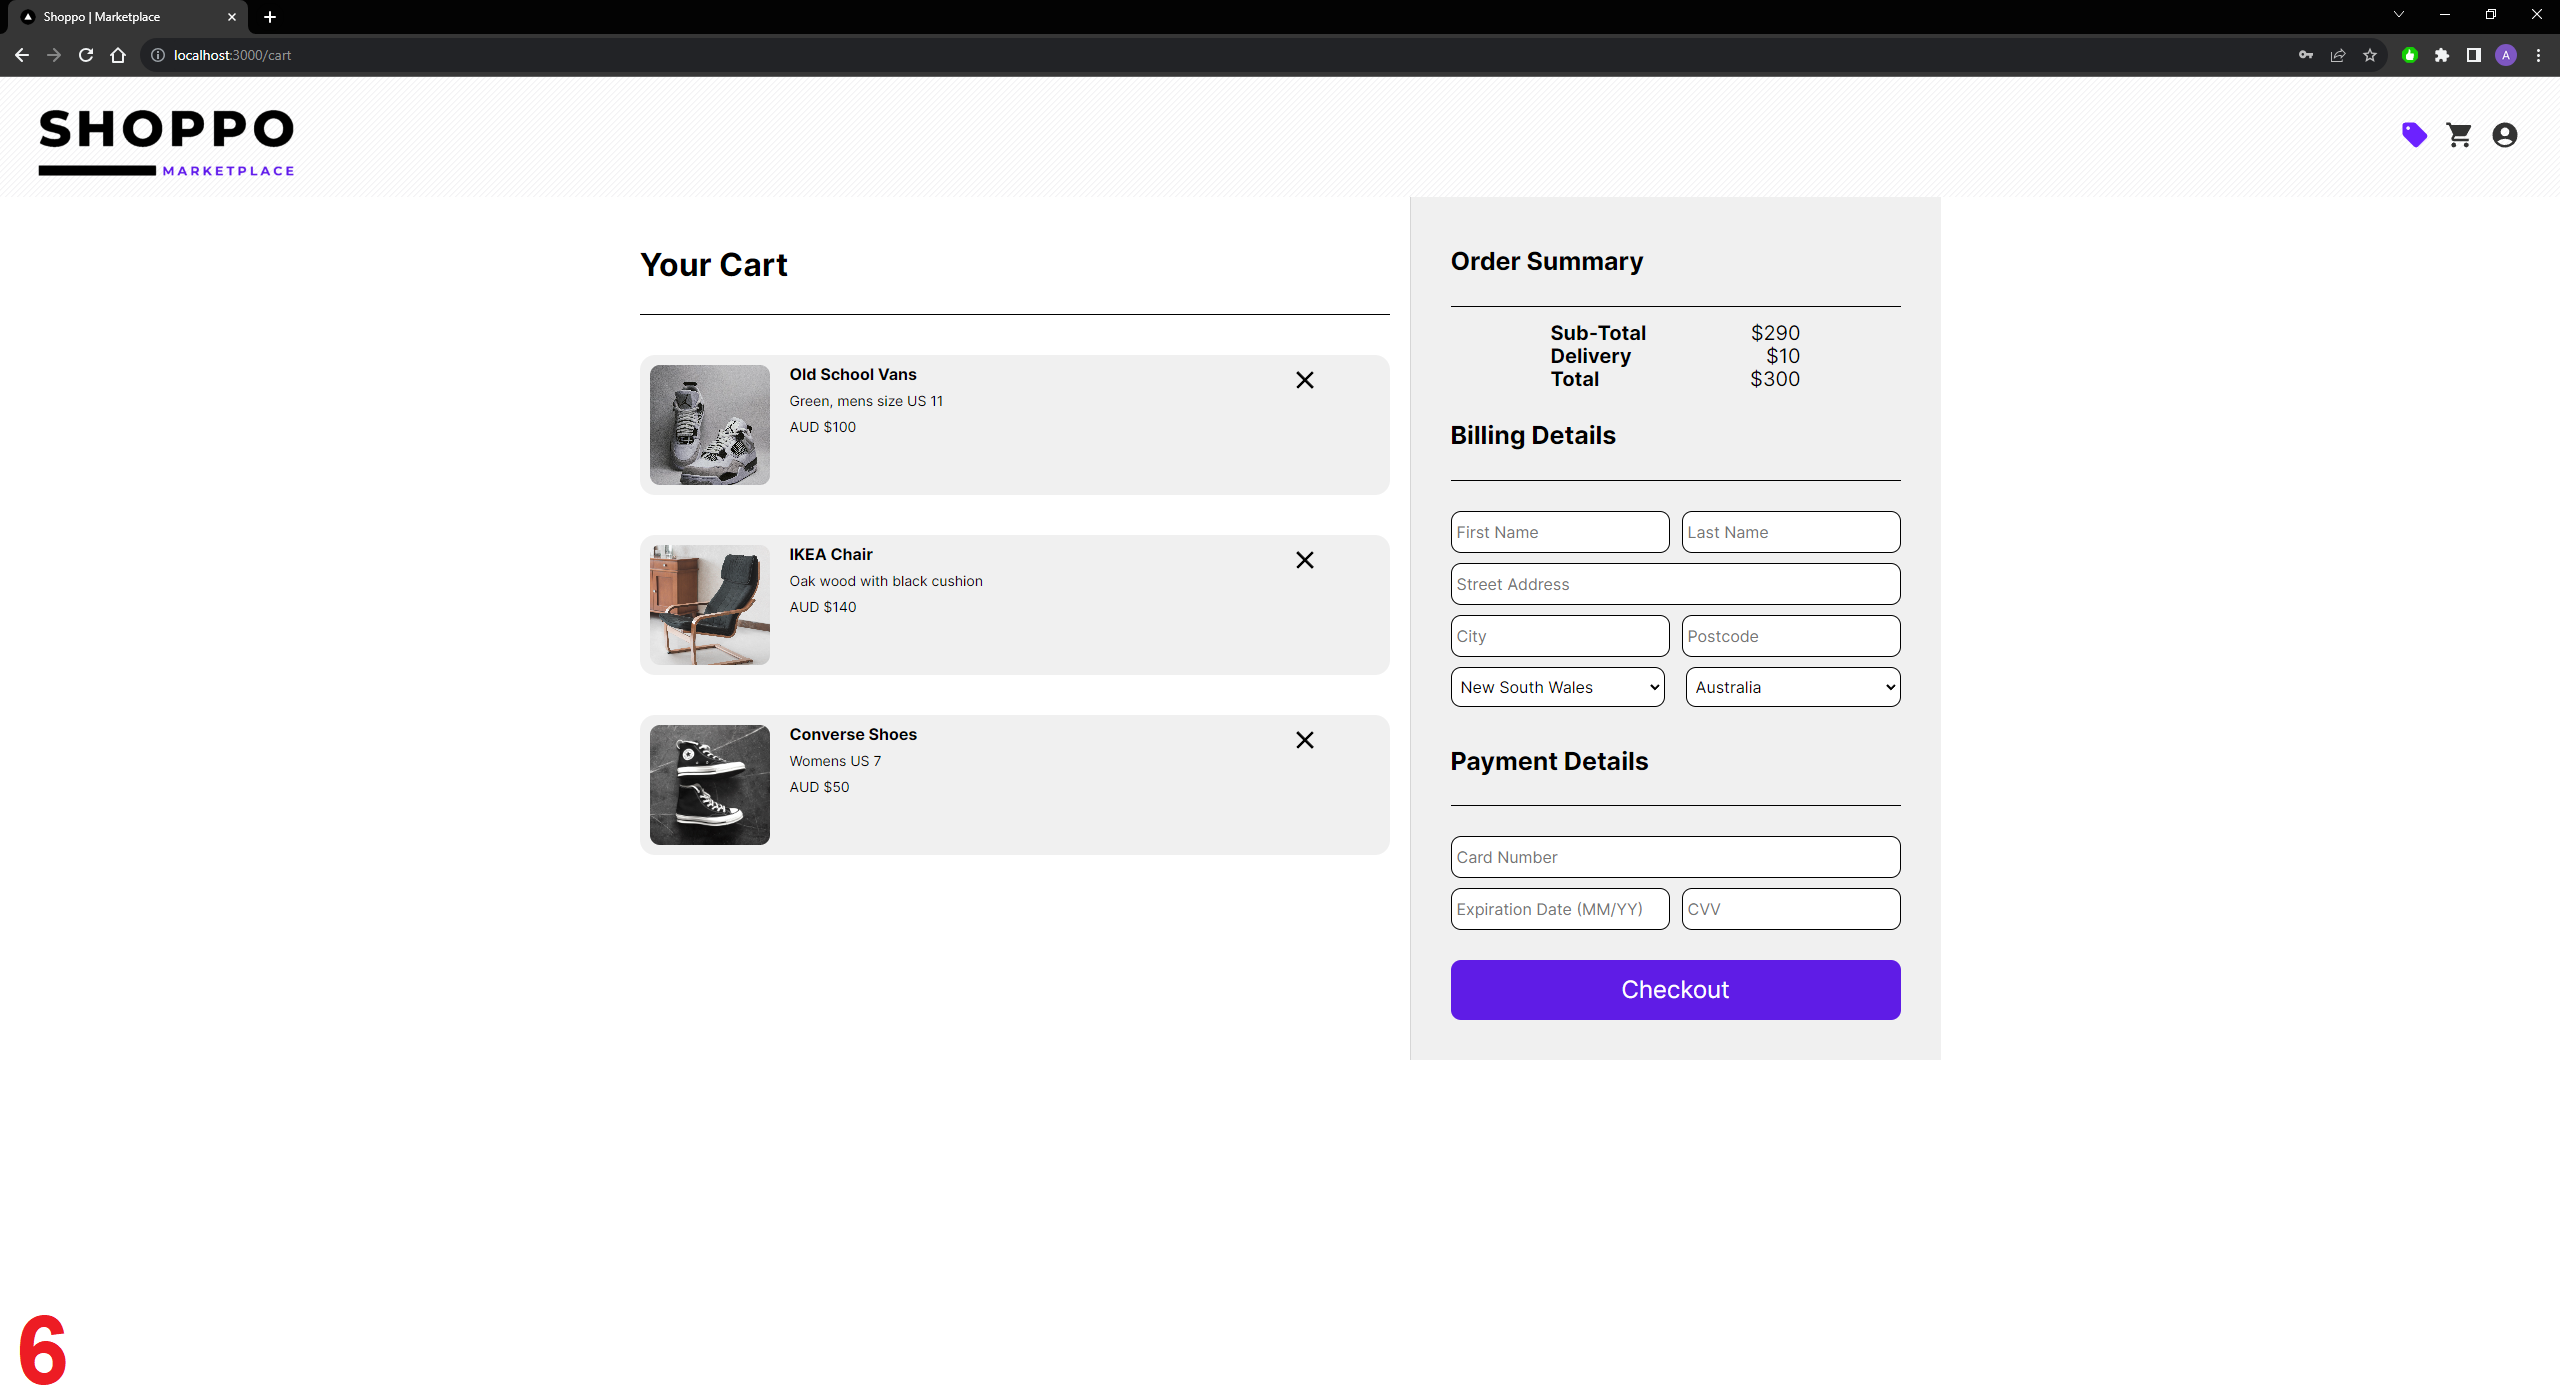 Shoppo | Marketplace
localhost:3000/cart
A
SHOPPO
MARKETPLACE
Your Cart
Old School Vans
Green, mens size US 11
AUD $100
IKEA Chair
Oak wood with black cushion
AUD $140
Converse Shoes
Womens US 7
AUD $50
Order Summary
Sub-Total $290
Delivery $10
Total $300
Billing Details
First Name Last Name
Street Address
City Postcode
New South Wales Australia
Payment Details
Card Number
Expiration Date (MM/YY) CVV
Checkout
6